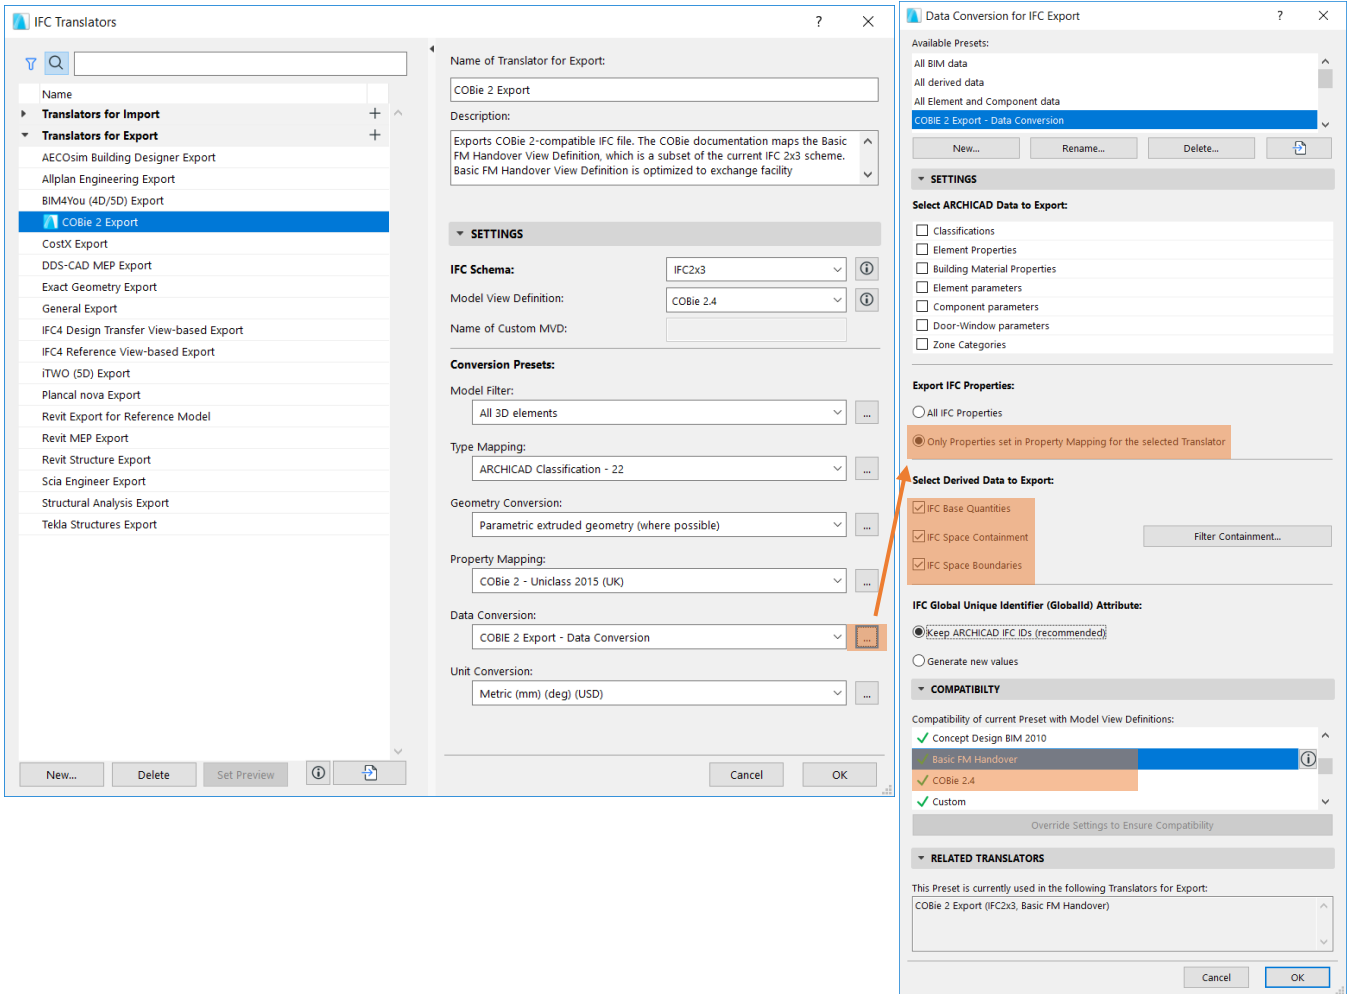 IFC Translators
Name
Translators for Import
Translators for Export
AECOsim Building Designer Export
Allplan Engineering Export
BIM4You (4D/5D) Export
COBie 2 Export
CostX Export
DDS-CAD MEP Export
Exact Geometry Export
General Export
IFC4 Design Transfer View-based Export
IFC4 Reference View-based Export
iTWO (5D) Export
Plancal nova Export
Revit Export for Reference Model
Revit MEP Export
Revit Structure Export
Scia Engineer Export
Structural Analysis Export
Tekla Structures Export
New...
Delete
Set Preview
Name of Translator for Export:
COBie 2 Export
Description:
Exports COBie 2-compatible IFC file. The COBie documentation maps the Basic
FM Handover View Definition, which is a subset of the current IFC 2x3 scheme.
Basic FM Handover View Definition is optimized to exchange facility
SETTINGS
IFC Schema:
IFC2x3
Model View Definition:
COBie 2.4
Name of Custom MVD:
Conversion Presets:
Model Filter:
All 3D elements
...
Type Mapping:
ARCHICAD Classification - 22
...
Geometry Conversion:
Parametric extruded geometry (where possible)
...
Property Mapping:
COBie 2 - Uniclass 2015 (UK)
...
Data Conversion:
COBIE 2 Export - Data Conversion
...
Unit Conversion:
Metric (mm) (deg) (USD)
...
Cancel
OK
Data Conversion for IFC Export
Available Presets:
All BIM data
All derived data
All Element and Component data
COBIE 2 Export - Data Conversion
New...
Rename...
Delete...
SETTINGS
Select ARCHICAD Data to Export:
Classifications
Element Properties
Building Material Properties
Element parameters
Component parameters
Door-Window parameters
Zone Categories
Export IFC Properties:
All IFC Properties
Only Properties set in Property Mapping for the selected Translator
Select Derived Data to Export:
IFC Base Quantities
IFC Space Containment
Filter Containment...
IFC Space Boundaries
IFC Global Unique Identifier (GlobalId) Attribute:
Keep ARCHICAD IFC IDs (recommended)
Generate new values
COMPATIBILTY
Compatibility of current Preset with Model View Definitions:
Concept Design BIM 2010
Basic FM Handover
COBie 2.4
Custom
Override Settings to Ensure Compatibility
RELATED TRANSLATORS
This Preset is currently used in the following Translators for Export:
COBie 2 Export (IFC2x3, Basic FM Handover)
Cancel
OK